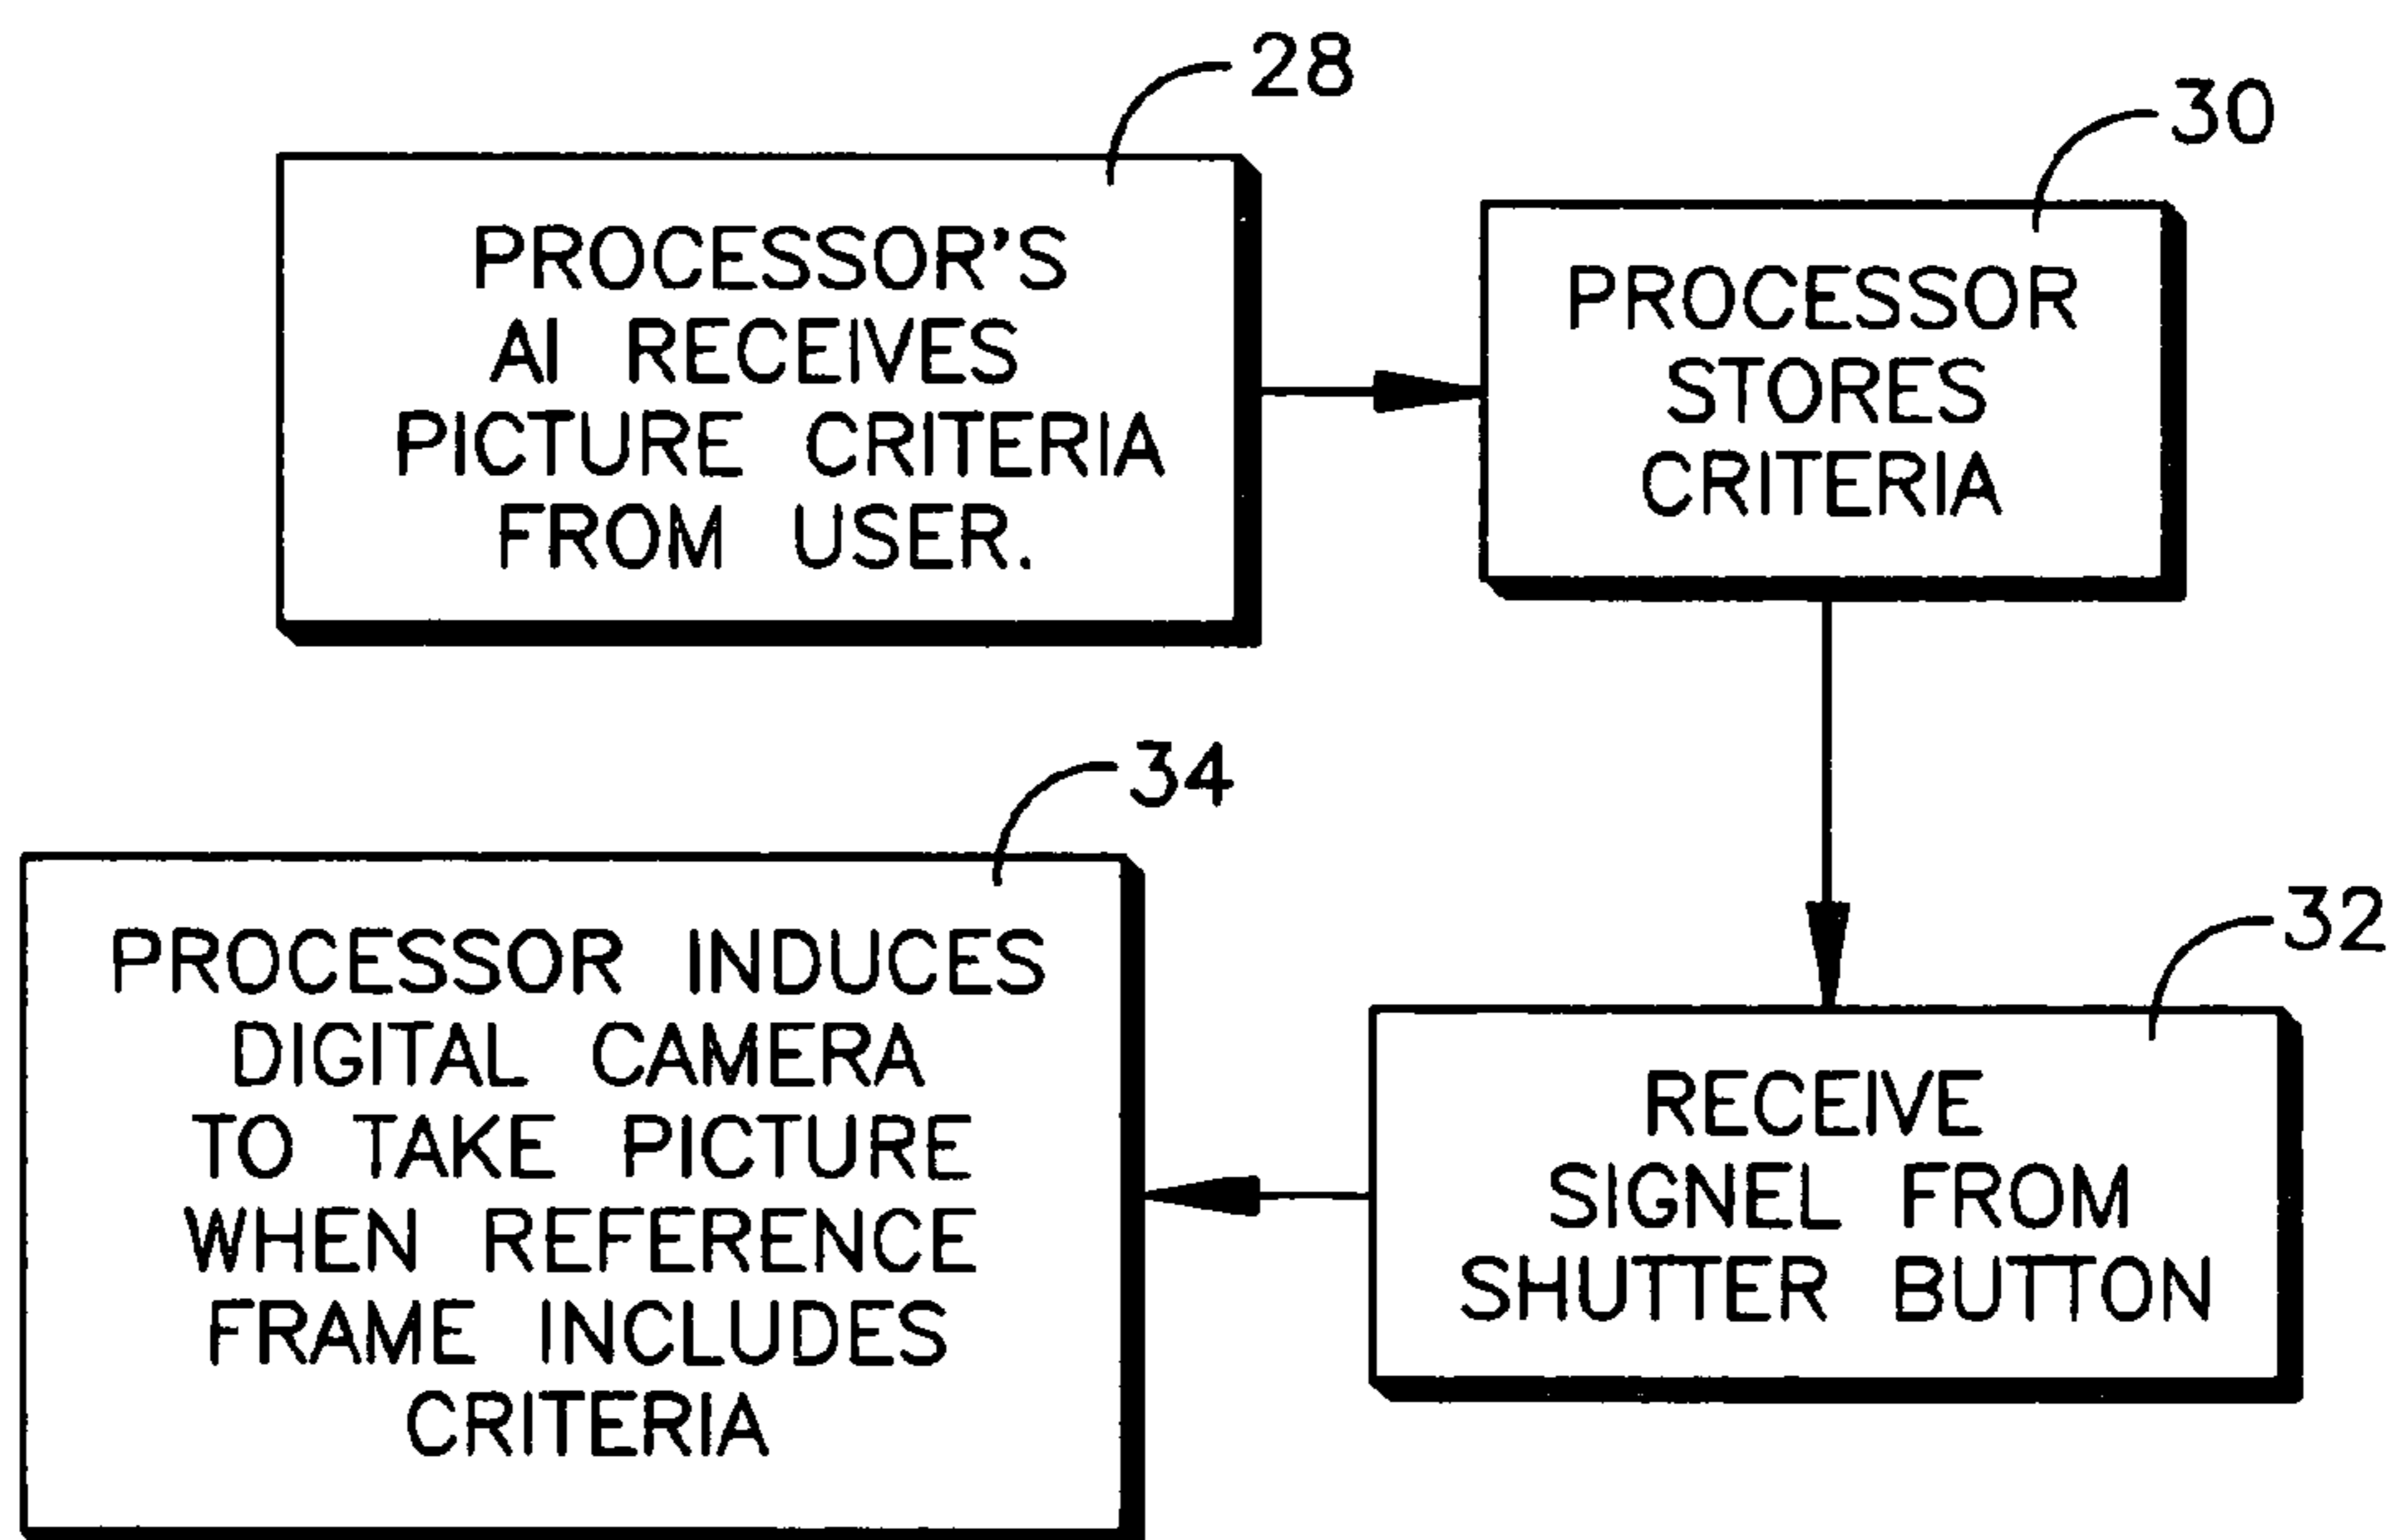 28
PROCESSOR'S
AI RECEIVES
PICTURE CRITERIA
FROM USER.
30
PROCESSOR
STORES
CRITERIA
32
RECEIVE
SIGNEL FROM
SHUTTER BUTTON
34
PROCESSOR INDUCES
DIGITAL CAMERA
TO TAKE PICTURE
WHEN REFERENCE
FRAME INCLUDES
CRITERIA